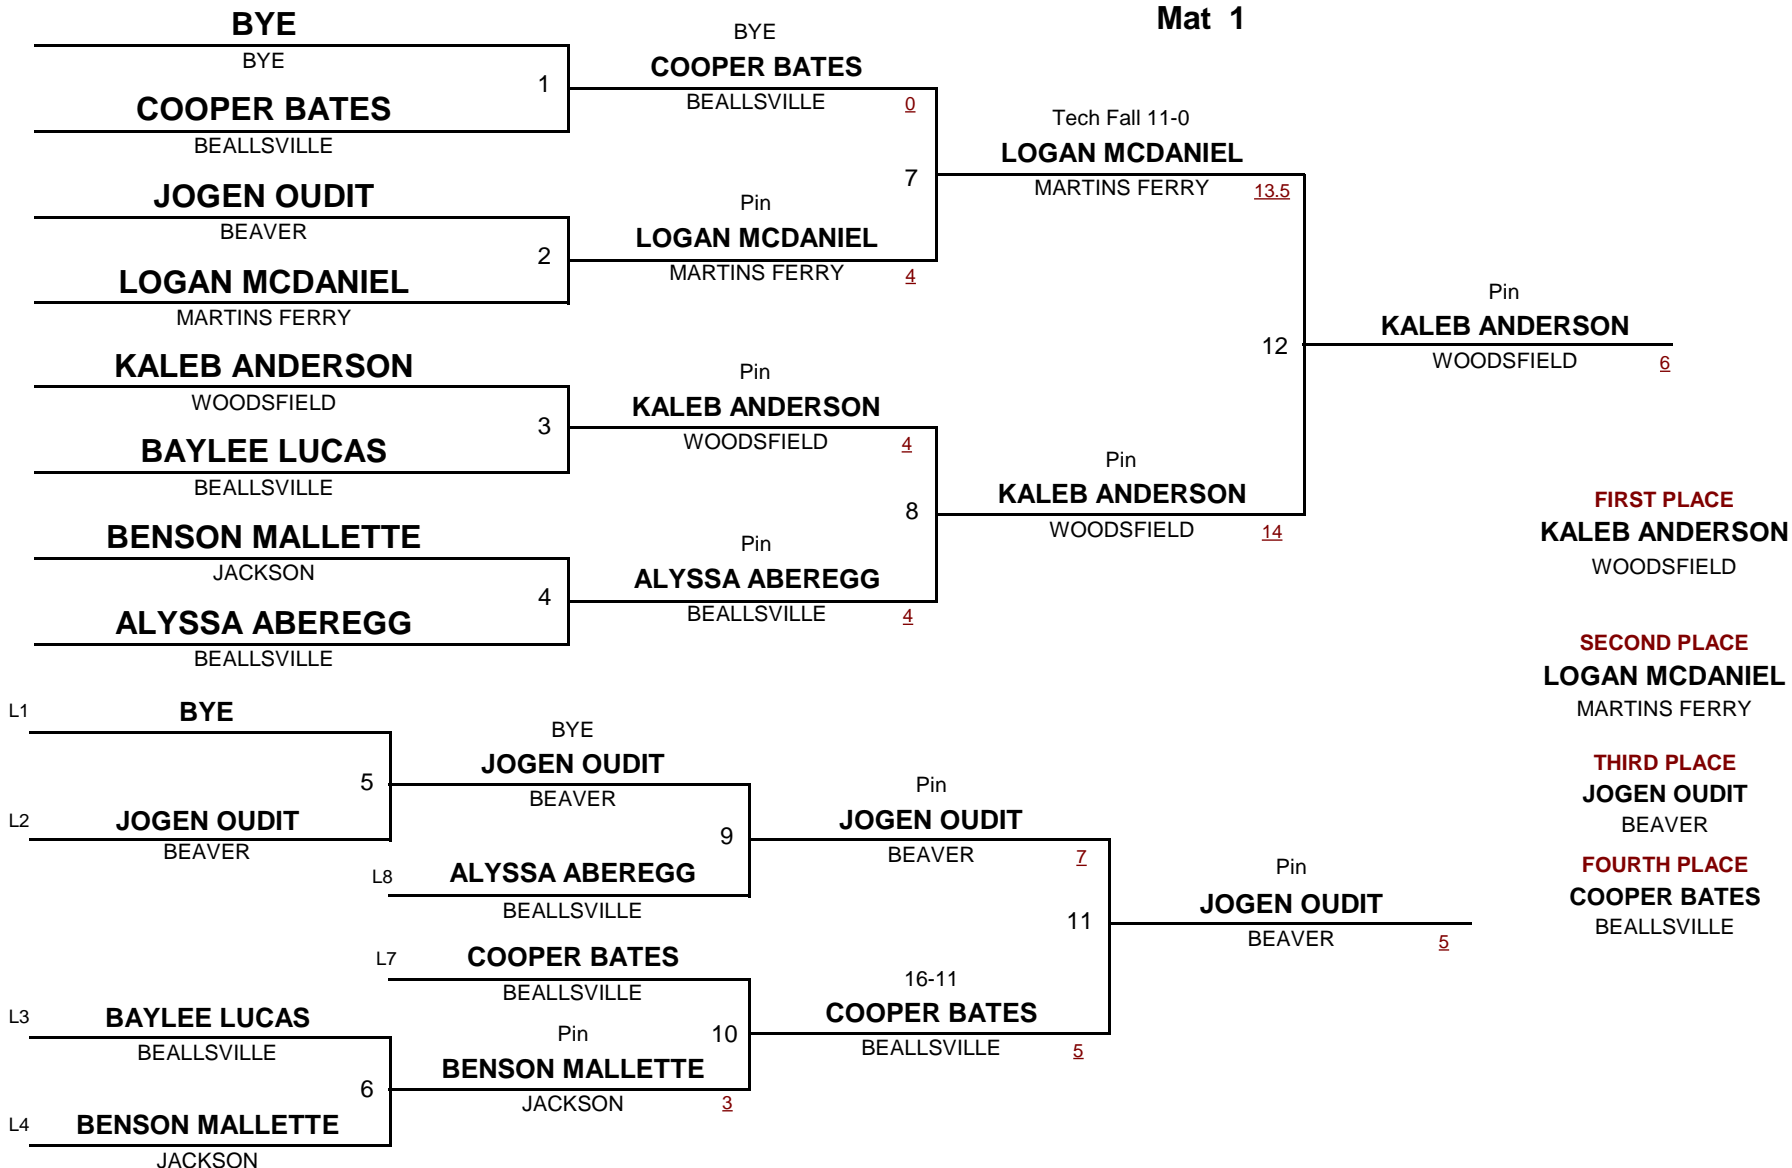 Mat 1
BYE
BYE
1
COOPER BATES
BEALLSVILLE
JOGEN OUDIT
BEAVER
2
LOGAN MCDANIEL
MARTINS FERRY
KALEB ANDERSON
WOODSFIELD
3
BAYLEE LUCAS
BEALLSVILLE
BENSON MALLETTE
JACKSON
4
ALYSSA ABEREGG
BEALLSVILLE
BYE
COOPER BATES
BEALLSVILLE 0
7
Pin
LOGAN MCDANIEL
MARTINS FERRY 4
Pin
KALEB ANDERSON
WOODSFIELD 4
8
Pin
ALYSSA ABEREGG
BEALLSVILLE 4
Tech Fall 11-0
LOGAN MCDANIEL
MARTINS FERRY 13.5
12
Pin
KALEB ANDERSON
WOODSFIELD 14
Pin
KALEB ANDERSON
WOODSFIELD 6
FIRST PLACE
KALEB ANDERSON
WOODSFIELD
SECOND PLACE
LOGAN MCDANIEL
MARTINS FERRY
THIRD PLACE
JOGEN OUDIT
BEAVER
FOURTH PLACE
COOPER BATES
BEALLSVILLE
L1 BYE
5
L2 JOGEN OUDIT
BEAVER
L3 BAYLEE LUCAS
BEALLSVILLE
6
L4 BENSON MALLETTE
JACKSON
BYE
JOGEN OUDIT
BEAVER
9
L8 ALYSSA ABEREGG
BEALLSVILLE
L7 COOPER BATES
BEALLSVILLE
10
Pin
BENSON MALLETTE
JACKSON 3
Pin
JOGEN OUDIT
BEAVER 7
11
16-11
COOPER BATES
BEALLSVILLE 5
Pin
JOGEN OUDIT
BEAVER 5